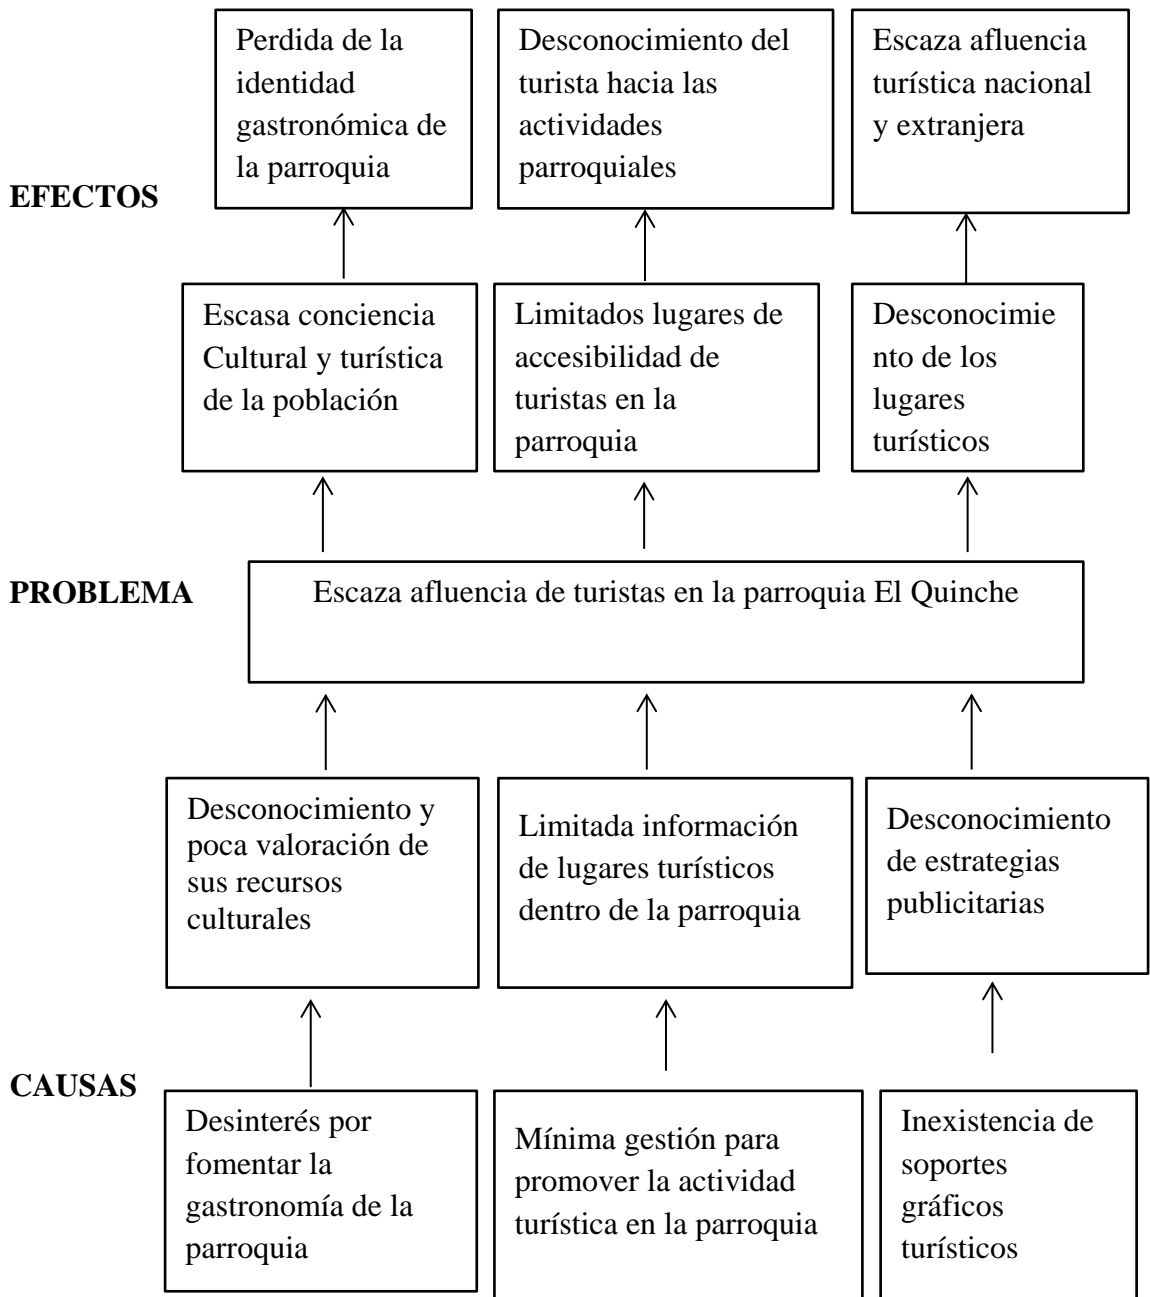 Perdida de la
identidad
gastronómica de
la parroquia
Desconocimiento del
turista hacia las
actividades
parroquiales
Escaza afluencia
turística nacional
y extranjera
EFECTOS
Escasa conciencia
Cultural y turística
de la población
Limitados lugares de
accesibilidad de
turistas en la
parroquia
Desconocimie
nto de los
lugares
turísticos
PROBLEMA
Escaza afluencia de turistas en la parroquia El Quinche
Desconocimiento y
poca valoración de
sus recursos
culturales
Limitada información
de lugares turísticos
dentro de la parroquia
Desconocimiento
de estrategias
publicitarias
CAUSAS
Desinterés por
fomentar la
gastronomía de la
parroquia
Mínima gestión para
promover la actividad
turística en la parroquia
Inexistencia de
soportes
gráficos
turísticos